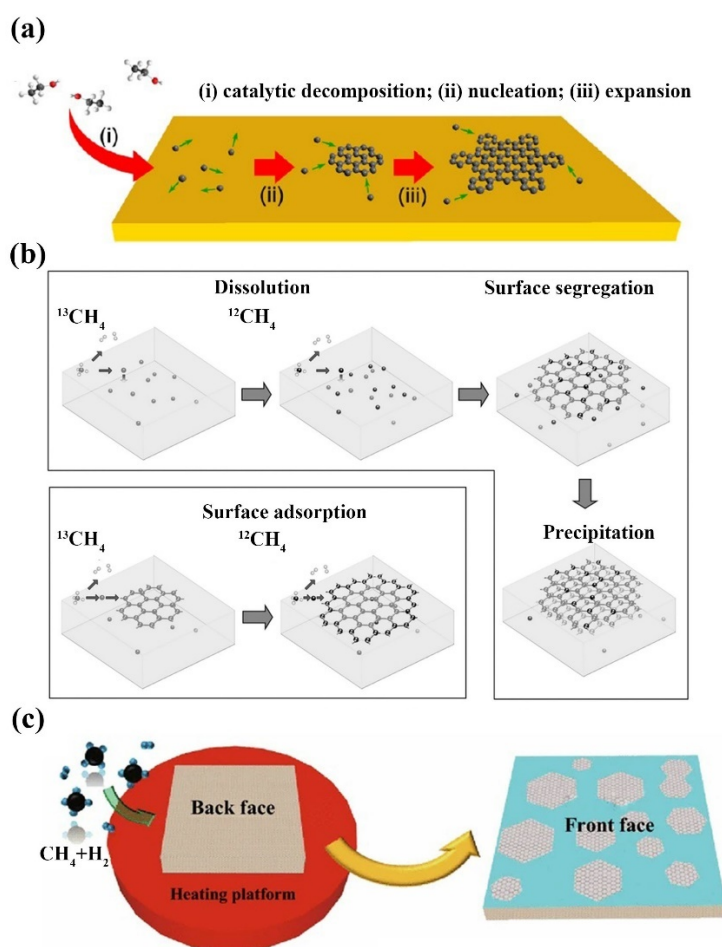 (a)
(i) catalytic decomposition; (ii) nucleation; (iii) expansion
(i)
(ii)
(iii)
(b)
Dissolution
Surface segregation
¹³CH₄
¹²CH₄
Surface adsorption
¹³CH₄
¹²CH₄
Precipitation
(c)
Back face
CH₄+H₂
Heating platform
Front face